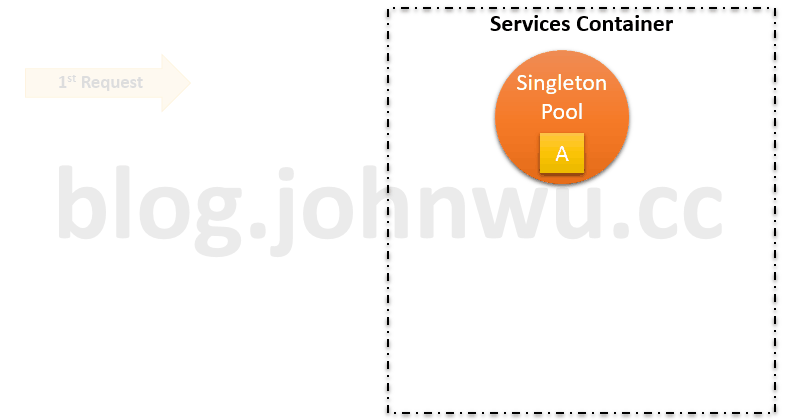 Services Container
1st Request
Singleton
Pool
A
blog.johnwu.cc